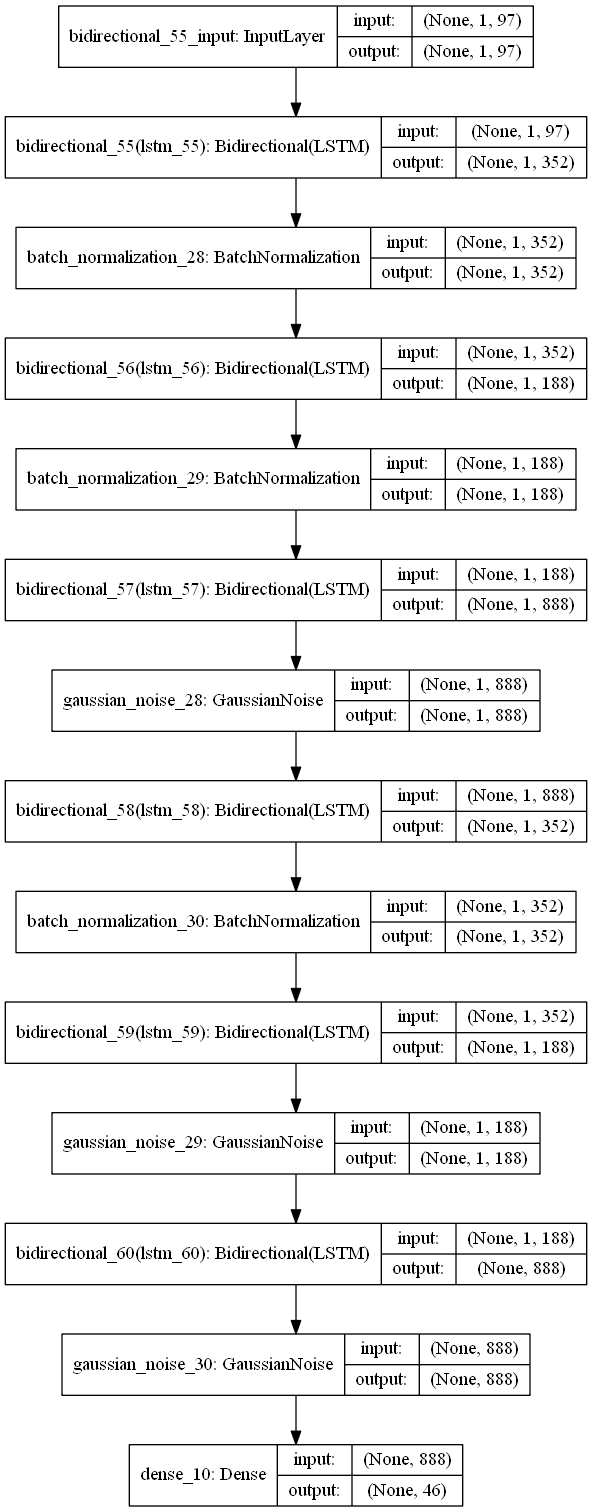 bidirectional_55_input: InputLayer
input: (None, 1, 97)
output: (None, 1, 97)
bidirectional_55(lstm_55): Bidirectional(LSTM)
input: (None, 1, 97)
output: (None, 1, 352)
batch_normalization_28: BatchNormalization
input: (None, 1, 352)
output: (None, 1, 352)
bidirectional_56(lstm_56): Bidirectional(LSTM)
input: (None, 1, 352)
output: (None, 1, 188)
batch_normalization_29: BatchNormalization
input: (None, 1, 188)
output: (None, 1, 188)
bidirectional_57(lstm_57): Bidirectional(LSTM)
input: (None, 1, 188)
output: (None, 1, 888)
gaussian_noise_28: GaussianNoise
input: (None, 1, 888)
output: (None, 1, 888)
bidirectional_58(lstm_58): Bidirectional(LSTM)
input: (None, 1, 888)
output: (None, 1, 352)
batch_normalization_30: BatchNormalization
input: (None, 1, 352)
output: (None, 1, 352)
bidirectional_59(lstm_59): Bidirectional(LSTM)
input: (None, 1, 352)
output: (None, 1, 188)
gaussian_noise_29: GaussianNoise
input: (None, 1, 188)
output: (None, 1, 188)
bidirectional_60(lstm_60): Bidirectional(LSTM)
input: (None, 1, 188)
output: (None, 888)
gaussian_noise_30: GaussianNoise
input: (None, 888)
output: (None, 888)
dense_10: Dense
input: (None, 888)
output: (None, 46)